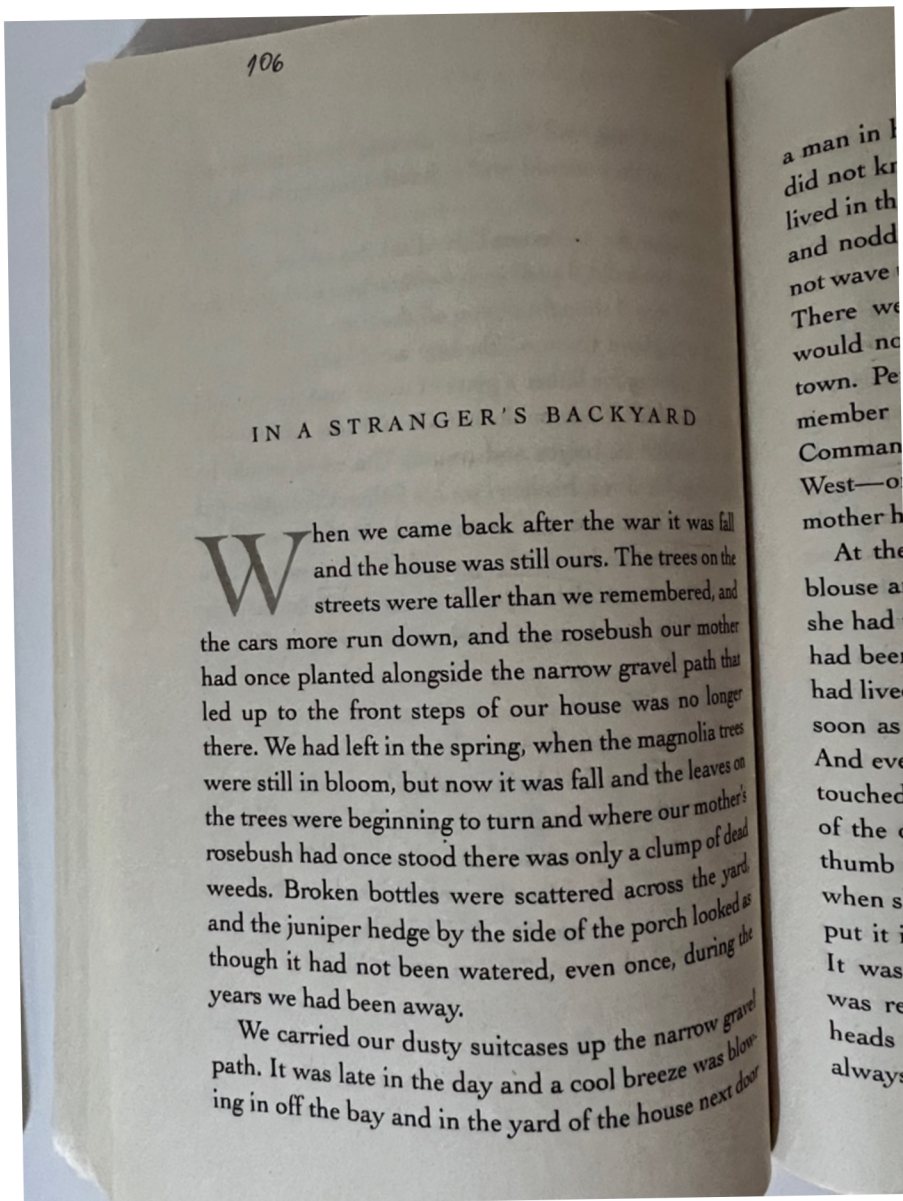 106
IN A STRANGER'S BACKYARD
When we came back after the war it was fall
and the house was still ours. The trees on the
streets were taller than we remembered, and
the cars more run down, and the rosebush our mother
had once planted alongside the narrow gravel path that
led up to the front steps of our house was no longer
there. We had left in the spring, when the magnolia trees
were still in bloom, but now it was fall and the leaves on
the trees were beginning to turn and where our mother's
rosebush had once stood there was only a clump of dead
weeds. Broken bottles were scattered across the yard,
and the juniper hedge by the side of the porch looked as
though it had not been watered, even once, during the
years we had been away.
We carried our dusty suitcases up the narrow gravel
path. It was late in the day and a cool breeze was blow-
ing in off the bay and in the yard of the house next door
a man in
did not
lived in
and
not wave
There
would
town.
member
West—
mother
At the
blouse
she had
had been
had
soon as
And
touched
of the
thumb
when
put it
It was
was
heads
always